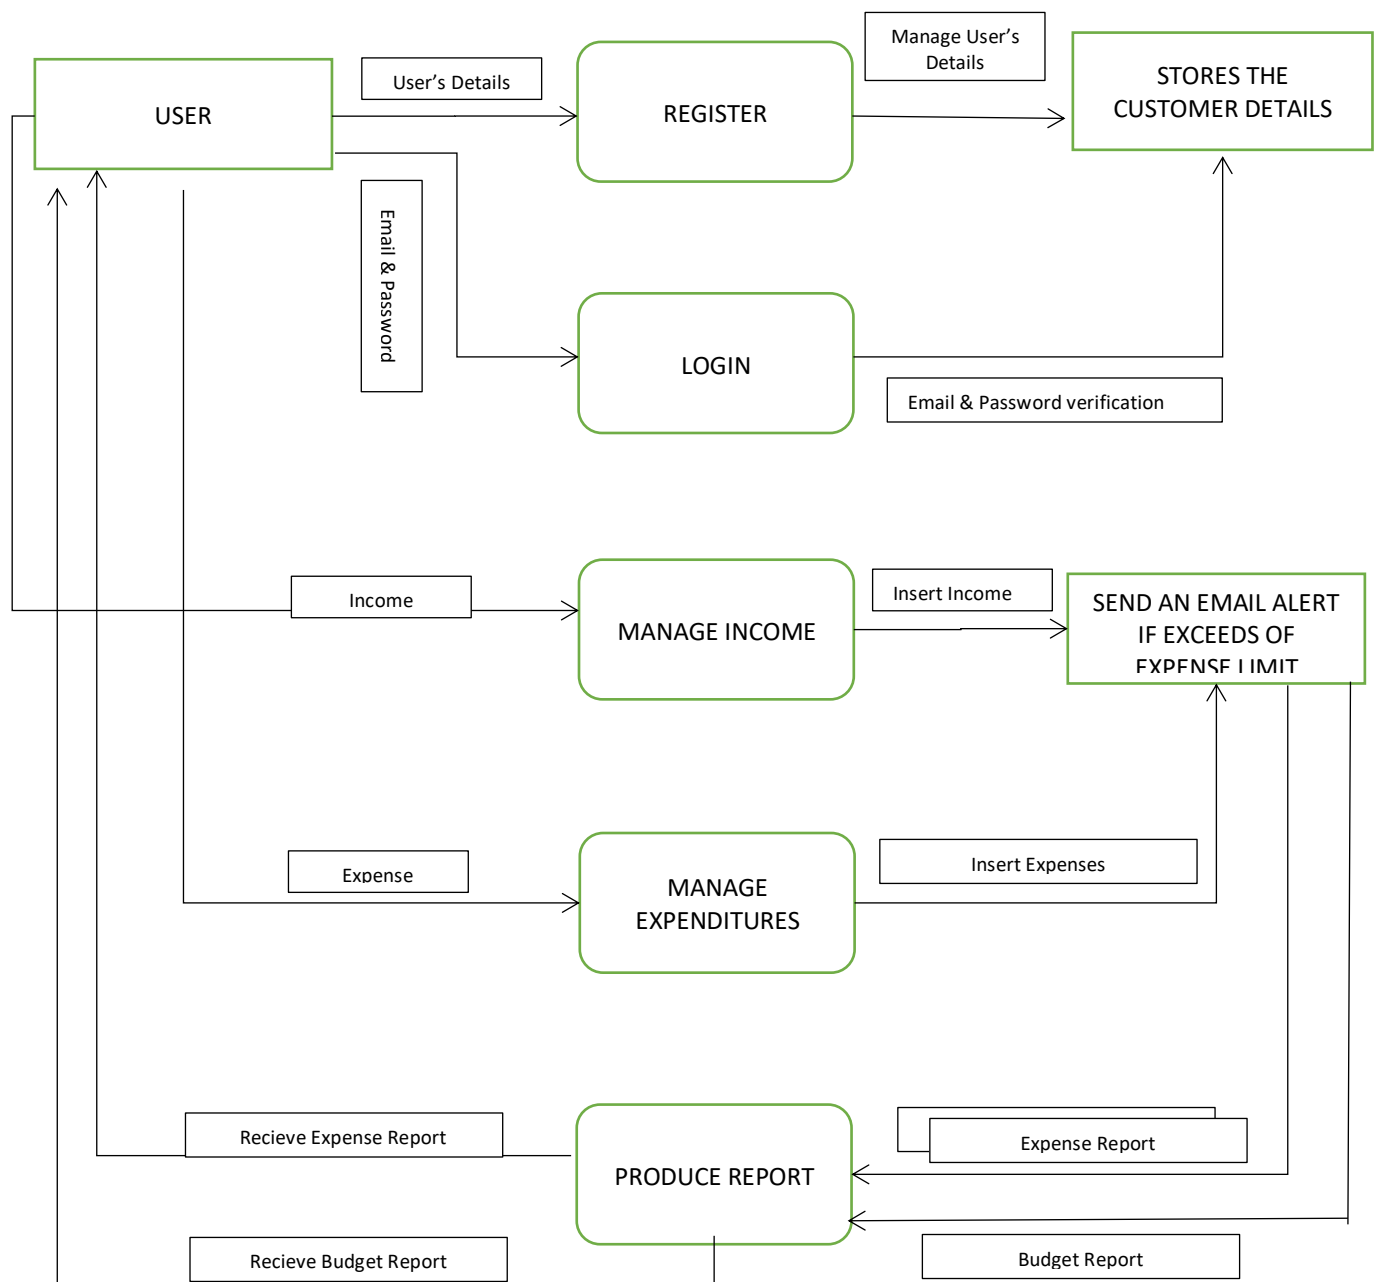 Manage User's
Details
User's Details
USER
REGISTER
STORES THE
CUSTOMER DETAILS
Email & Password
LOGIN
Email & Password verification
Income
MANAGE INCOME
Insert Income
SEND AN EMAIL ALERT
IF EXCEEDS OF
EXPENSE LIMIT
Expense
MANAGE
EXPENDITURES
Insert Expenses
Recieve Expense Report
PRODUCE REPORT
Expense Report
Recieve Budget Report
Budget Report